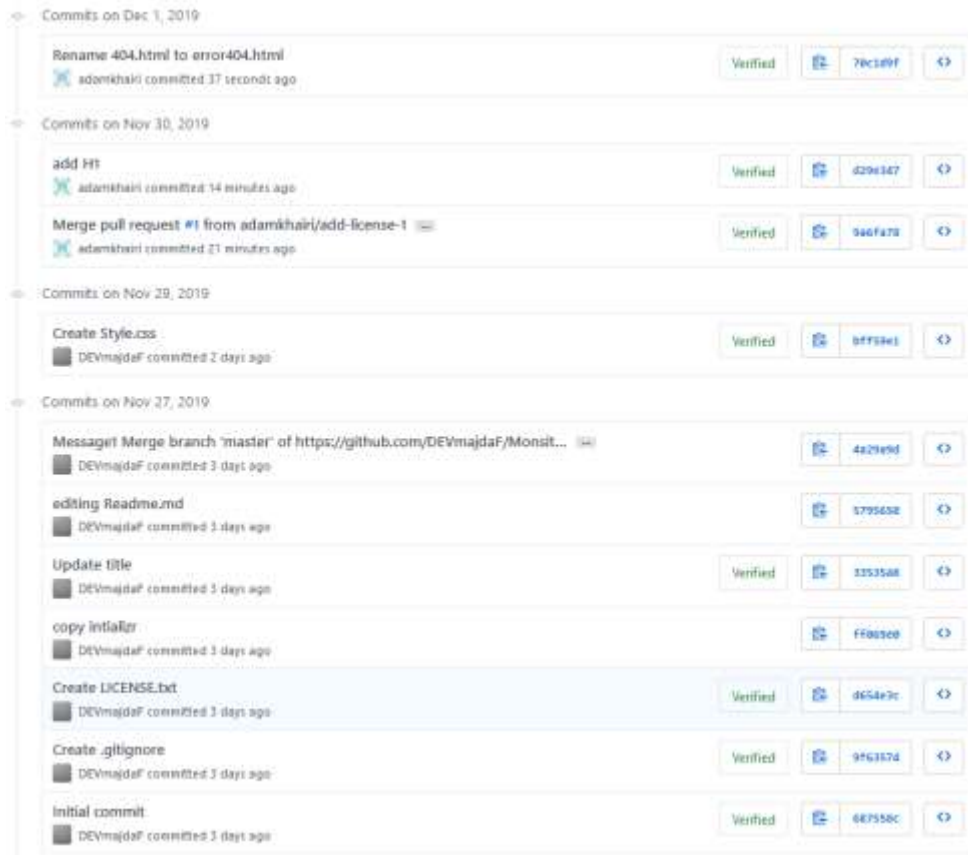 Commits on Dec 1, 2019
Rename 404.html to error404.html
Verified
adamkhairi committed 37 seconds ago
Commits on Nov 30, 2019
add H1
Verified
adamkhairi committed 14 minutes ago
Merge pull request #1 from adamkhairi/add-license-1
Verified
adamkhairi committed 21 minutes ago
Commits on Nov 29, 2019
Create Style.css
Verified
DEVmajdaF committed 2 days ago
Commits on Nov 27, 2019
Message! Merge branch 'master' of https://github.com/DEVmajdaF/Monsit...
DEVmajdaF committed 3 days ago
editing Readme.md
5795658
DEVmajdaF committed 3 days ago
Update title
Verified
DEVmajdaF committed 3 days ago
copy intializr
DEVmajdaF committed 3 days ago
Create LICENSE.txt
Verified d654e3c
DEVmajdaF committed 3 days ago
Create .gitignore
Verified 9f6357d
DEVmajdaF committed 3 days ago
Initial commit
Verified
DEVmajdaF committed 3 days ago